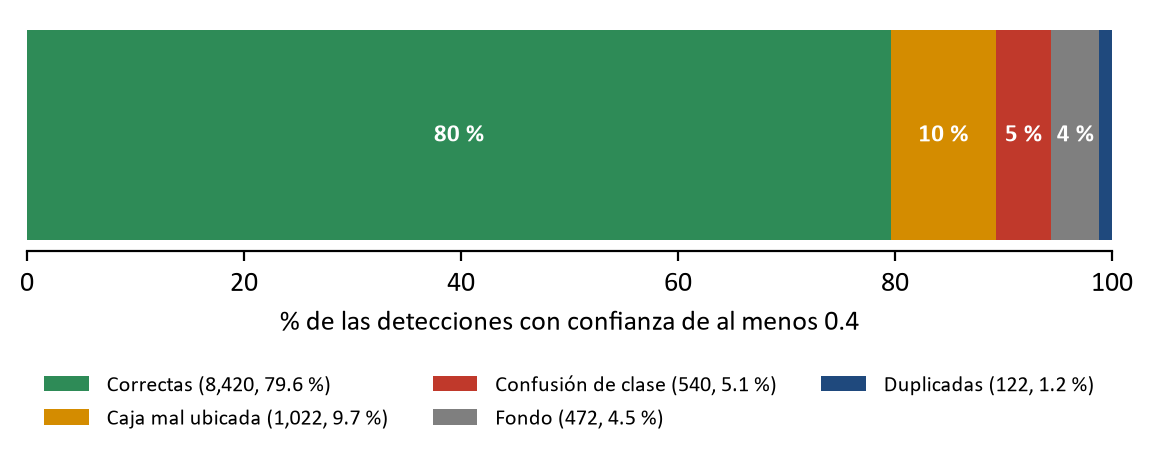 80 % 10 % 5 % 4 %
0 20 40 60 80 100
% de las detecciones con confianza de al menos 0.4
Correctas (8,420, 79.6 %) Confusión de clase (540, 5.1 %) Duplicadas (122, 1.2 %)
Caja mal ubicada (1,022, 9.7 %) Fondo (472, 4.5 %)